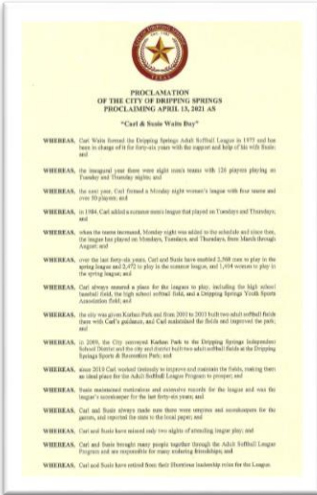 PROCLAMATION
OF THE CITY OF DRIPPING SPRINGS
PROCLAIMING APRIL 13, 2021 AS
"Carl & Susie Waits Day"
WHEREAS, Carl Waits formed the Dripping Springs Adult Softball League in 1975 and has
been in charge of it for forty-six years with the support and help of his wife Susie;
and
WHEREAS, the inaugural year there were eight men's teams with 128 players playing on
Tuesday and Thursday nights; and
WHEREAS, the next year, Carl formed a Monday night women's league with four teams and
over 50 players; and
WHEREAS, in 1984, Carl added a summer men's league that played on Tuesdays and Thursdays;
and
WHEREAS, when the teams increased, Monday night was added to the schedule and since then,
the league has played on Mondays, Tuesdays, and Thursdays, from March through
August; and
WHEREAS, over the last forty-six years, Carl and Susie have enabled men to play in the
spring league and 2,472 to play in the summer league, and women to play in
the spring league; and
WHEREAS, Carl always ensured a place for the leagues to play, including the high school
baseball field, the high school softball field, and a Dripping Springs Youth Sports
Association field; and
WHEREAS, the city was given Karhan Park and from 2001 to 2003 built two adult softball fields
there with Carl's guidance, and Carl maintained the fields and improved the park;
and
WHEREAS, in 2009, the City conveyed Karhan Park to the Dripping Springs Independent
School District and the city and district built two adult softball fields at the Dripping
Springs Sports & Recreation Park; and
WHEREAS, since 2010 Carl worked tirelessly to improve and maintain the fields, making them
an ideal place for the Adult Softball League Program to prosper; and
WHEREAS, Susie maintained meticulous and extensive records for the league and was the
league's scorekeeper for the last forty-six years; and
WHEREAS, Carl and Susie always made sure there were umpires and scorekeepers for the
games, and reported the stats to the local paper; and
WHEREAS, Carl and Susie have missed only two nights of attending league play; and
WHEREAS, Carl and Susie brought many people together through the Adult Softball League
Program and are responsible for many enduring friendships; and
WHEREAS, Carl and Susie have retired from their illustrious leadership roles for the League